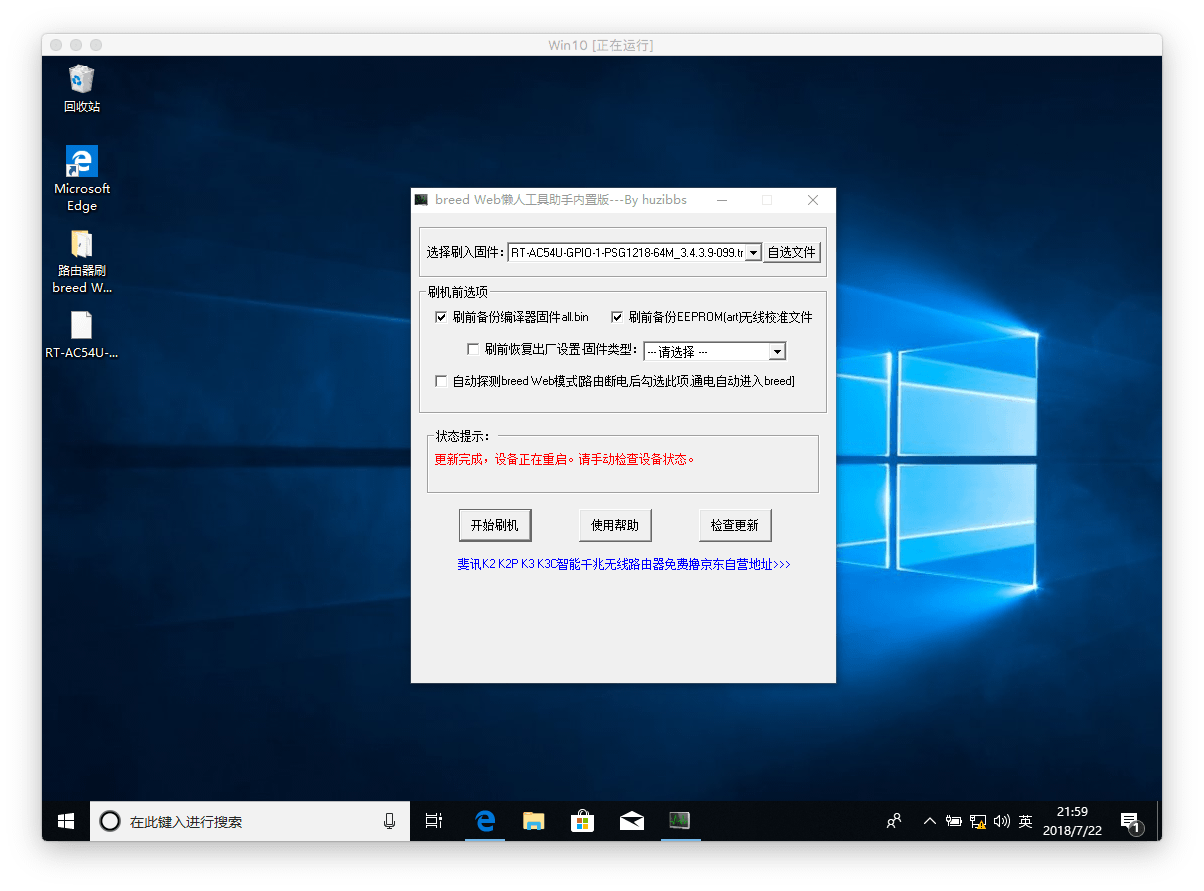 Win10 [正在运行]
回收站
Microsoft
Edge
路由器刷
breed W...
RT-AC54U-...
breed Web懒人工具助手内置版---By huzibbs
选择刷入固件:
RT-AC54U-GPIO-1-PSG1218-64M_3.4.3.9-099.tr
自选文件
刷机前选项
刷前备份编译器固件all.bin
刷前备份EEPROM(art)无线校准文件
刷前恢复出厂设置-固件类型:
--- 请选择 ---
自动探测breed Web模式[路由断电后勾选此项,通电自动进入breed]
状态提示:
更新完成，设备正在重启。请手动检查设备状态。
开始刷机
使用帮助
检查更新
斐讯K2 K2P K3 K3C智能千兆无线路由器免费撸京东自营地址>>>
在此键入进行搜索
英
21:59
2018/7/22
1